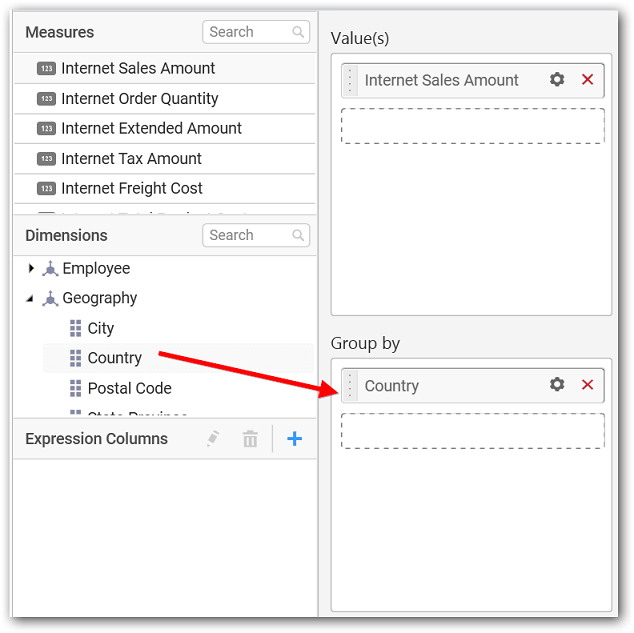 Measures
Search
123 Internet Sales Amount
123 Internet Order Quantity
123 Internet Extended Amount
123 Internet Tax Amount
123 Internet Freight Cost
Dimensions
Search
Employee
Geography
City
Country
Postal Code
State Province
Expression Columns
Value(s)
Internet Sales Amount
Group by
Country